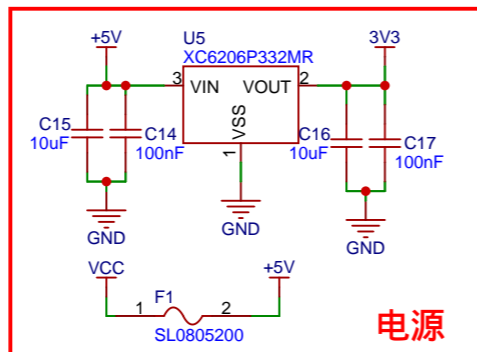 +5V
U5
3V3
XC6206P332MR
3
VIN
VOUT
2
VSS
1
C15
10uF
C14
100nF
C16
10uF
C17
100nF
GND
GND
GND
VCC
+5V
F1
1
2
SL0805200
电源